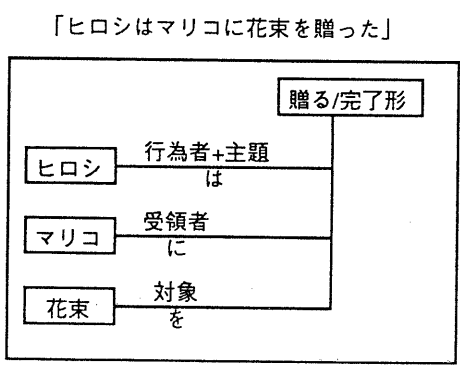 「ヒロシはマリコに花束を贈った」
贈る/完了形
ヒロシ
行為者+主題
は
マリコ
受領者
に
花束
対象
を